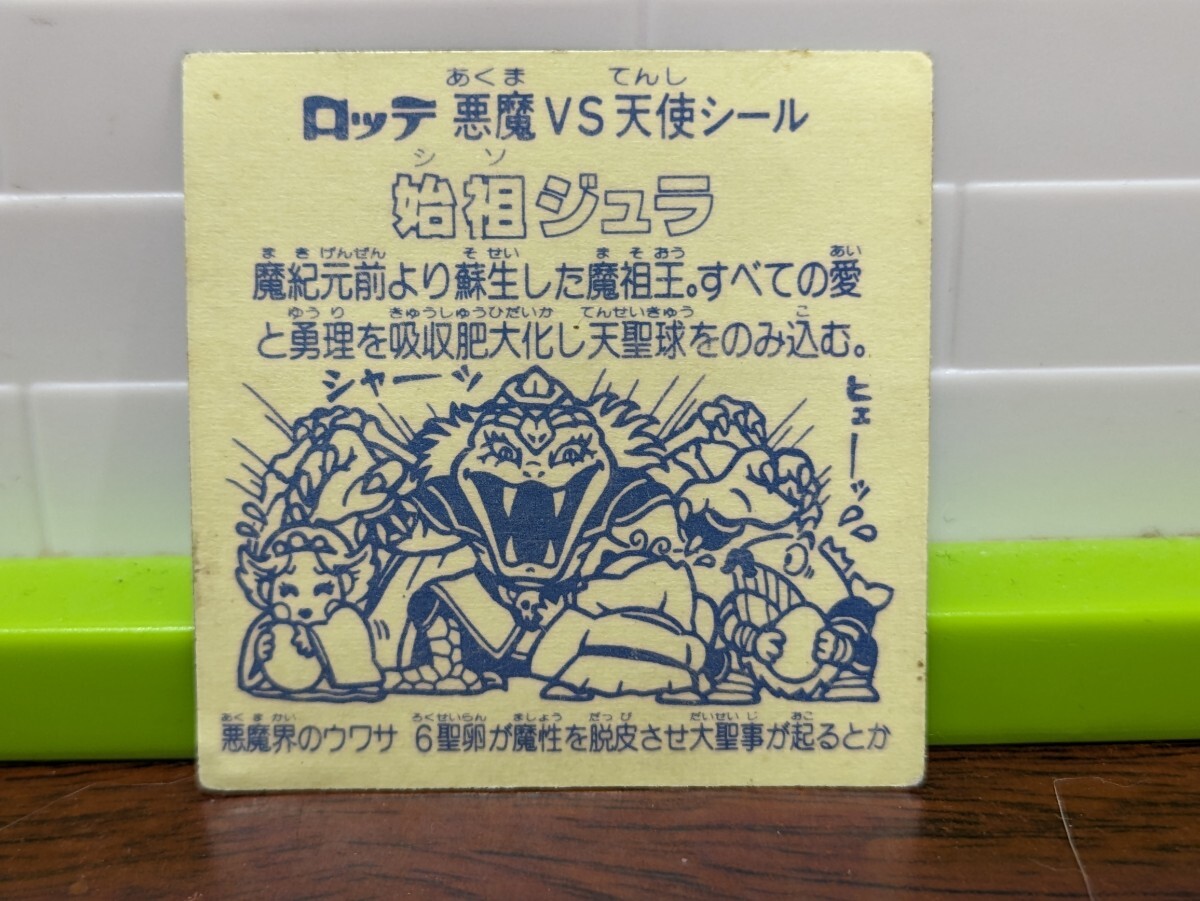 あくま てんし
ロッテ 悪魔VS天使シール
シ ソ
始祖ジュラ
ま き げんぜん そ せい ま そ おう あい
魔紀元前より蘇生した魔祖王。すべての愛
ゆう り きゅうしゅうひだいか てんせいきゅう こ
と勇理を吸収肥大化し天聖球をのみ込む。
シャーッ
ヒェーッ
あくまかい ろくせいらん ましょう だっぴ だいせいじ おこ
悪魔界のウワサ 6聖卵が魔性を脱皮させ大聖事が起るとか